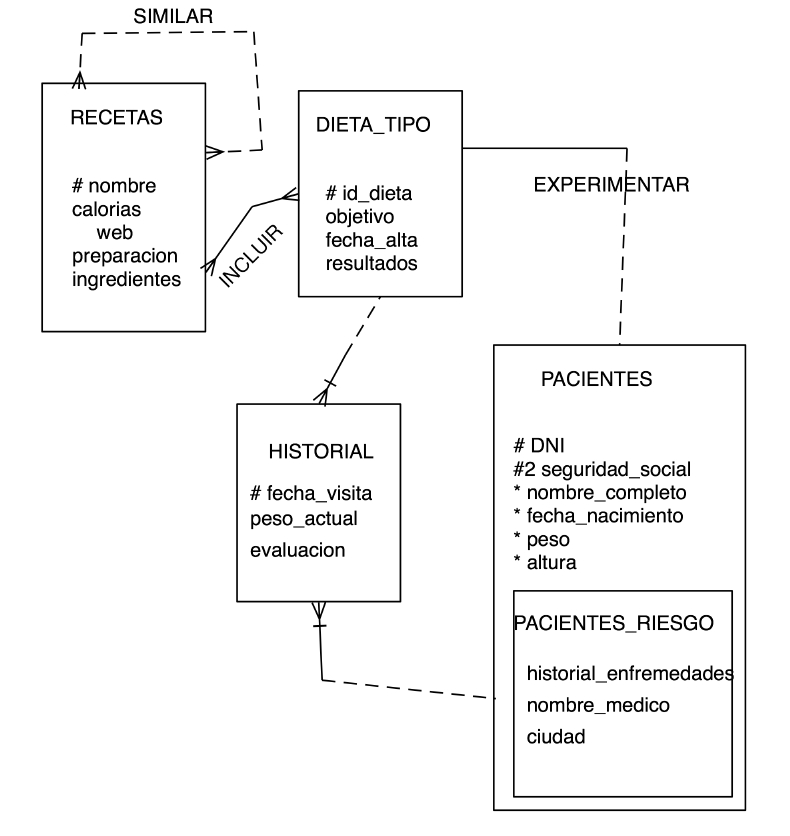 SIMILAR
RECETAS
# nombre
calorias
web
preparacion
ingredientes
INCLUIR
DIETA_TIPO
# id_dieta
objetivo
fecha_alta
resultados
EXPERIMENTAR
HISTORIAL
# fecha_visita
peso_actual
evaluacion
PACIENTES
# DNI
#2 seguridad_social
* nombre_completo
* fecha_nacimiento
* peso
* altura
PACIENTES_RIESGO
historial_enfremedades
nombre_medico
ciudad